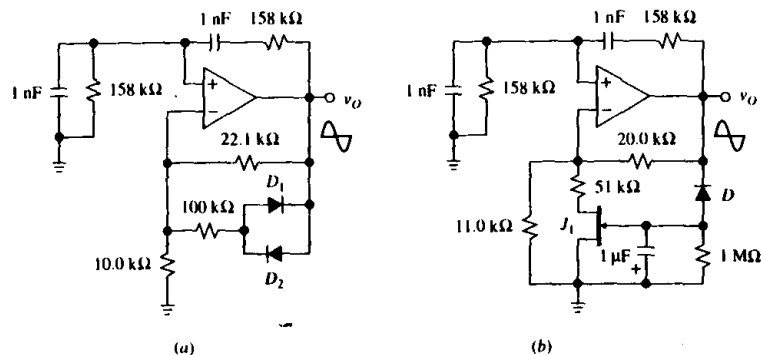 1 nF
158 kΩ
1 nF
158 kΩ
+
−
vO
22.1 kΩ
100 kΩ
D1
D2
10.0 kΩ
(a)
1 nF
158 kΩ
1 nF
158 kΩ
+
−
vO
20.0 kΩ
51 kΩ
D
11.0 kΩ
J1
1 µF
+
1 MΩ
(b)